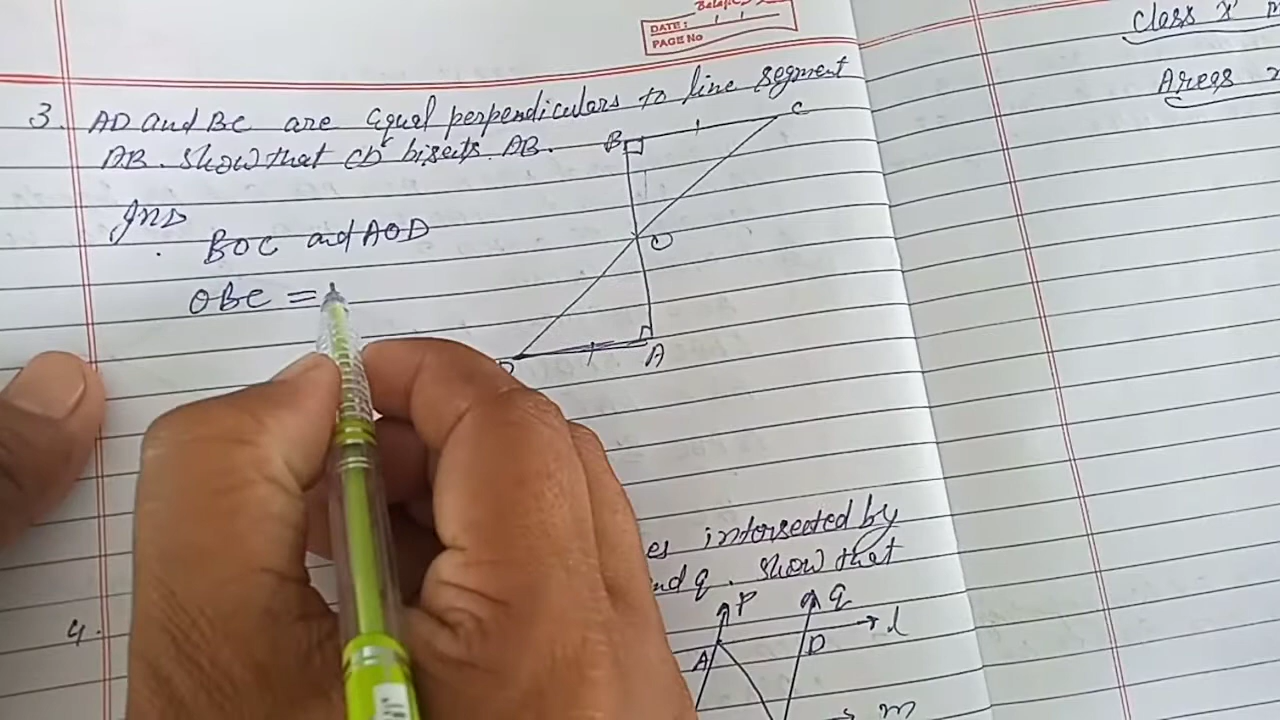 DATE:
PAGE No
Class X
Areas
3. AD and BC are equal perpendiculars to line segment
AB. show that CD bisects AB.
B
C
O
D
A
In Δ
BOC and AOD
OBC =
es intersected by
nd q. show that
4.
P
q
l
A
D
m